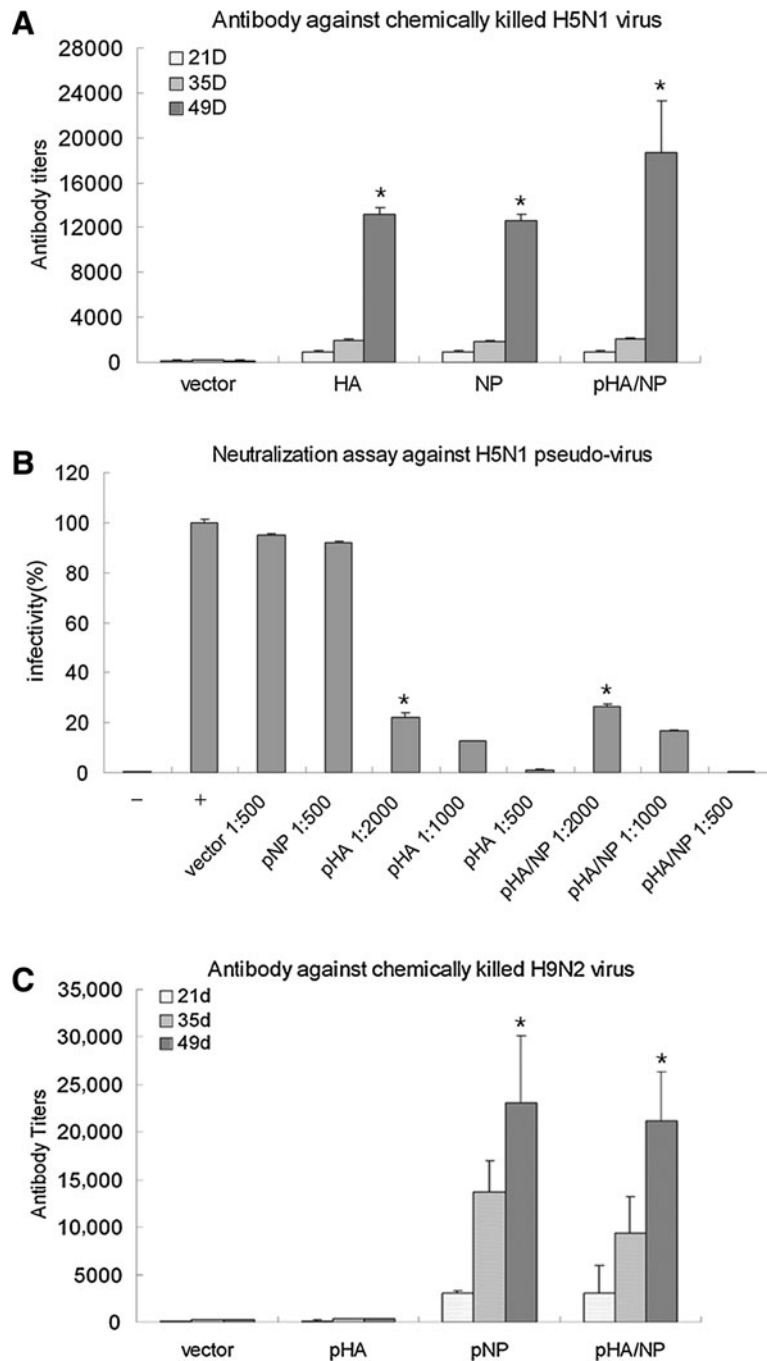 A
Antibody against chemically killed H5N1 virus
28000
24000
20000
16000
12000
8000
4000
0
Antibody titers
21D
35D
49D
*
*
*
vector
HA
NP
pHA/NP
B
Neutralization assay against H5N1 pseudo-virus
120
100
80
60
40
20
0
infectivity(%)
*
*
−
+
vector 1:500
pNP 1:500
pHA 1:2000
pHA 1:1000
pHA 1:500
pHA/NP 1:2000
pHA/NP 1:1000
pHA/NP 1:500
C
Antibody against chemically killed H9N2 virus
35,000
30,000
25,000
20,000
15,000
10,000
5000
0
Antibody Titers
21d
35d
49d
*
*
vector
pHA
pNP
pHA/NP